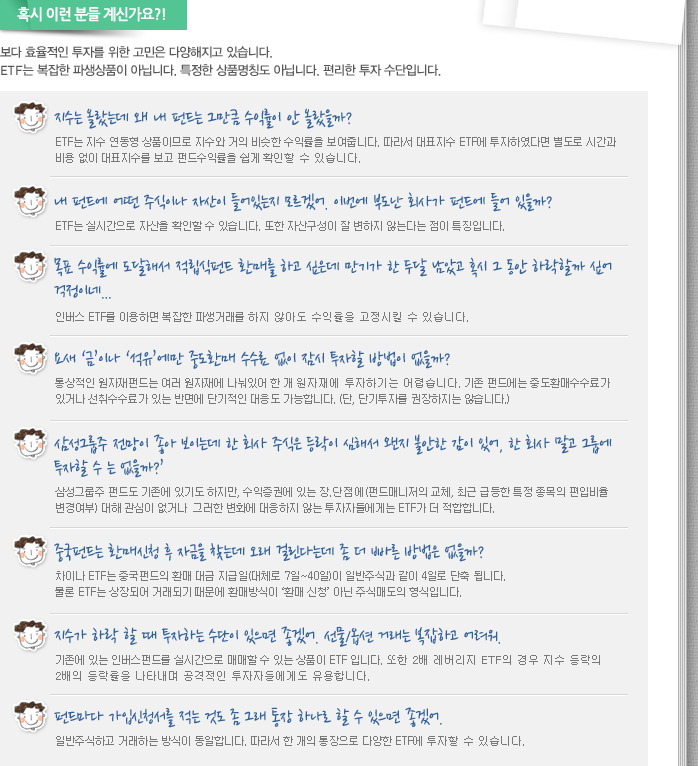 혹시 이런 분들 계신가요?!
보다 효율적인 투자를 위한 고민은 다양해지고 있습니다.
ETF는 복잡한 파생상품이 아닙니다. 특정한 상품명칭도 아닙니다. 편리한 투자 수단입니다.
지수는 올랐는데 왜 내 펀드는 그만큼 수익률이 안 올랐을까?
ETF는 지수 연동형 상품이므로 지수와 거의 비슷한 수익률을 보여줍니다. 따라서 대표지수 ETF에 투자하였다면 별도로 시간과
비용 없이 대표지수를 보고 펀드수익률을 쉽게 확인할 수 있습니다.
내 펀드에 어떤 주식이나 자산이 들어있는지 모르겠어. 이번에 부도난 회사가 펀드에 들어 있을까?
ETF는 실시간으로 자산을 확인할 수 있습니다. 또한 자산구성이 잘 변하지 않는다는 점이 특징입니다.
목표 수익률에 도달해서 적립식펀드 환매를 하고 싶은데 만기가 한 두달 남았고 혹시 그 동안 하락할까 싶어
걱정이네...
인버스 ETF를 이용하면 복잡한 파생거래를 하지 않아도 수익률을 고정시킬 수 있습니다.
요새 '금'이나 '석유'에만 중도환매 수수료 없이 잠시 투자할 방법이 없을까?
통상적인 원자재펀드는 여러 원자재에 나눠있어 한 개 원자재에 투자하기는 어렵습니다. 기존 펀드에는 중도환매수수료가
있거나 선취수수료가 있는 반면에 단기적인 대응도 가능합니다. (단, 단기투자를 권장하지는 않습니다.)
삼성그룹주 전망이 좋아 보이는데 한 회사 주식은 등락이 심해서 왠지 불안한 감이 있어, 한 회사 말고 그룹에
투자할 수 는 없을까?'
삼성그룹주 펀드도 기존에 있기도 하지만, 수익증권에 있는 장.단점에(펀드매니저의 교체, 최근 급등한 특정 종목의 편입비율
변경여부) 대해 관심이 없거나 그러한 변화에 대응하지 않는 투자자들에게는 ETF가 더 적합합니다.
중국펀드는 환매신청 후 자금을 찾는데 오래 걸린다는데 좀 더 빠른 방법은 없을까?
차이나 ETF는 중국펀드의 환매 대금 지급일(대체로 7일~40일)이 일반주식과 같이 4일로 단축 됩니다.
물론 ETF는 상장되어 거래되기 때문에 환매방식이 '환매 신청' 아닌 주식매도의 형식입니다.
지수가 하락 할 때 투자하는 수단이 있으면 좋겠어. 선물/옵션 거래는 복잡하고 어려워.
기존에 있는 인버스펀드를 실시간으로 매매할 수 있는 상품이 ETF 입니다. 또한 2배 레버리지 ETF의 경우 지수 등락의
2배의 등락률을 나타내며 공격적인 투자자등에게도 유용합니다.
펀드마다 가입신청서를 적는 것도 좀 그래 통장 하나로 할 수 있으면 좋겠어.
일반주식하고 거래하는 방식이 동일합니다. 따라서 한 개의 통장으로 다양한 ETF에 투자할 수 있습니다.